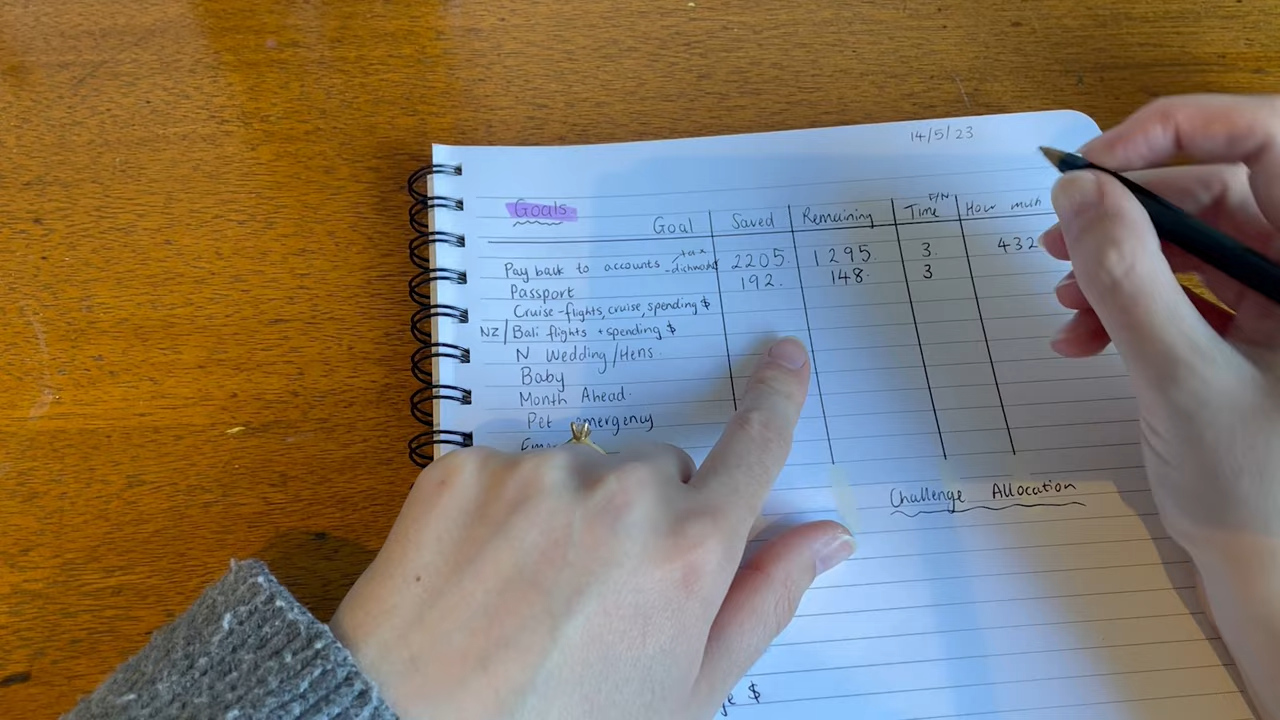 14/5/23
Goals
Goal Saved Remaining Time F/N How much
Pay back to accounts - tax - dishwasher 2205. 1295 3. 432
Passport 192. 148. 3
Cruise - flights, cruise, spending $
NZ/Bali flights + spending $
N Wedding/Hens.
Baby
Month Ahead.
Pet emergency
Challenge Allocation
$